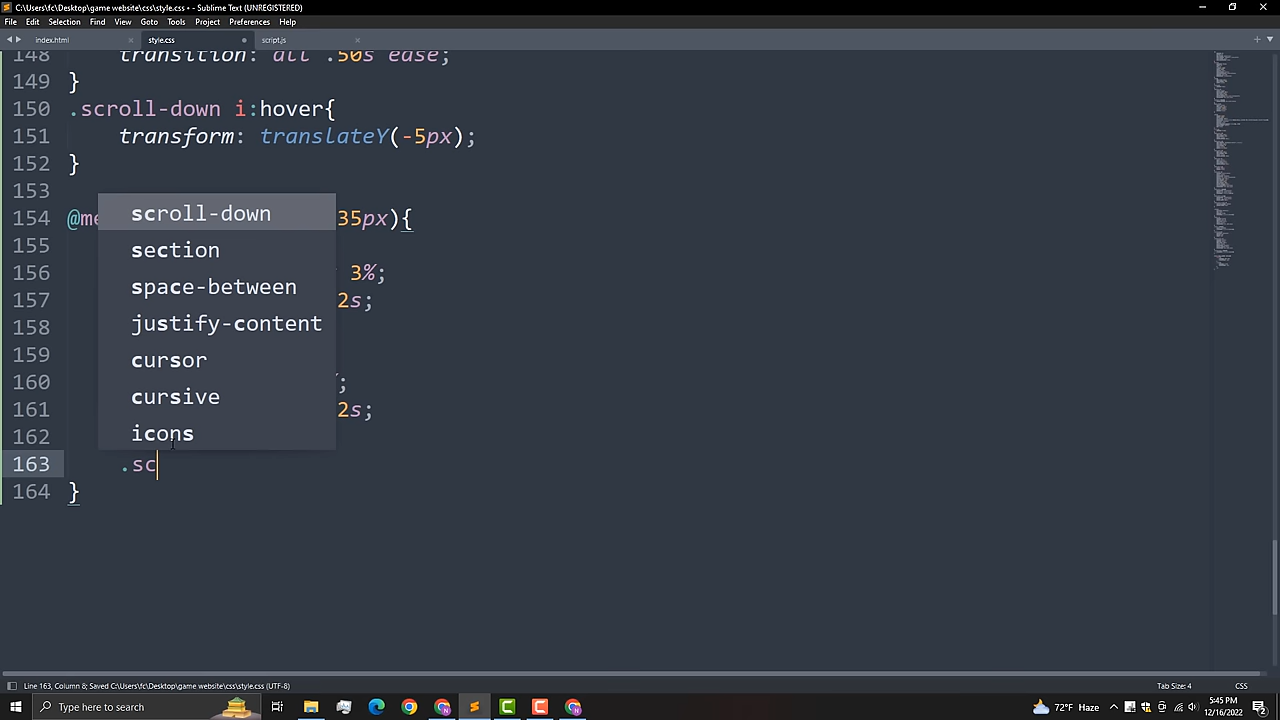 C:\Users\fc\Desktop\game website\css\style.css • - Sublime Text (UNREGISTERED)
File Edit Selection Find View Goto Tools Project Preferences Help
index.html style.css script.js
148 transition: all .50s ease;
149 }
150 .scroll-down i:hover{
151 transform: translateY(-5px);
152 }
153
154 @me 35px){
155
156 3%;
157 2s;
158
159
160 ;
161 2s;
162
163 .sc
164 }
scroll-down
section
space-between
justify-content
cursor
cursive
icons
Line 163, Column 8; Saved C:\Users\fc\Desktop\game website\css\style.css (UTF-8) Tab Size: 4 CSS
Type here to search 72°F Haze 5:45 PM
12/16/2022